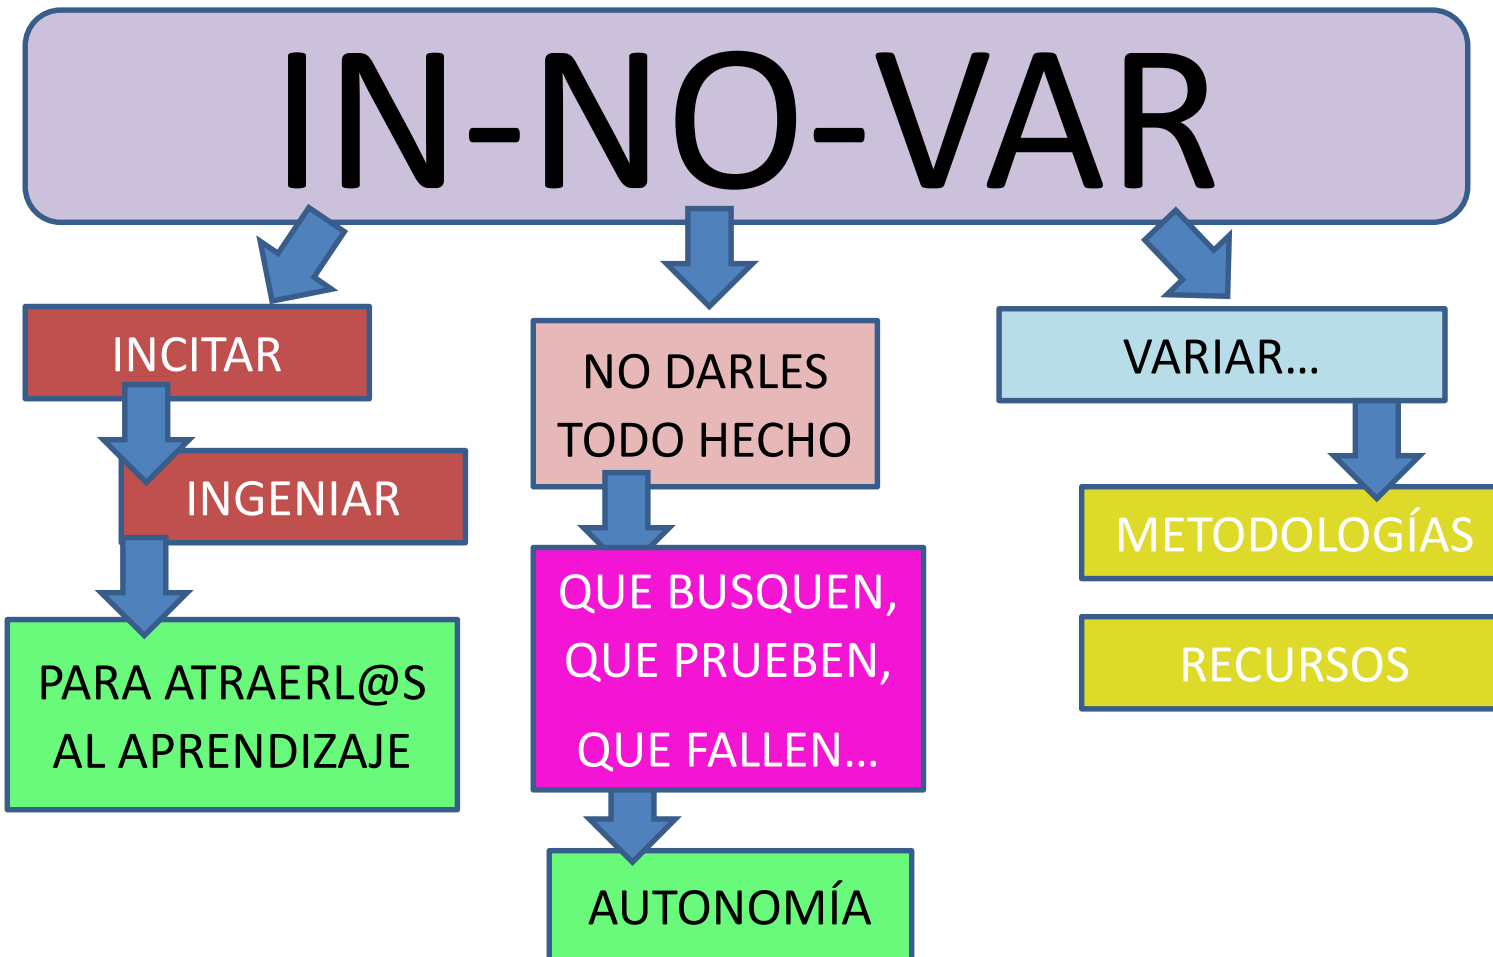 IN-NO-VAR
INCITAR
INGENIAR
PARA ATRAERL@S
AL APRENDIZAJE
NO DARLES
TODO HECHO
QUE BUSQUEN,
QUE PRUEBEN,
QUE FALLEN...
AUTONOMÍA
VARIAR...
METODOLOGÍAS
RECURSOS